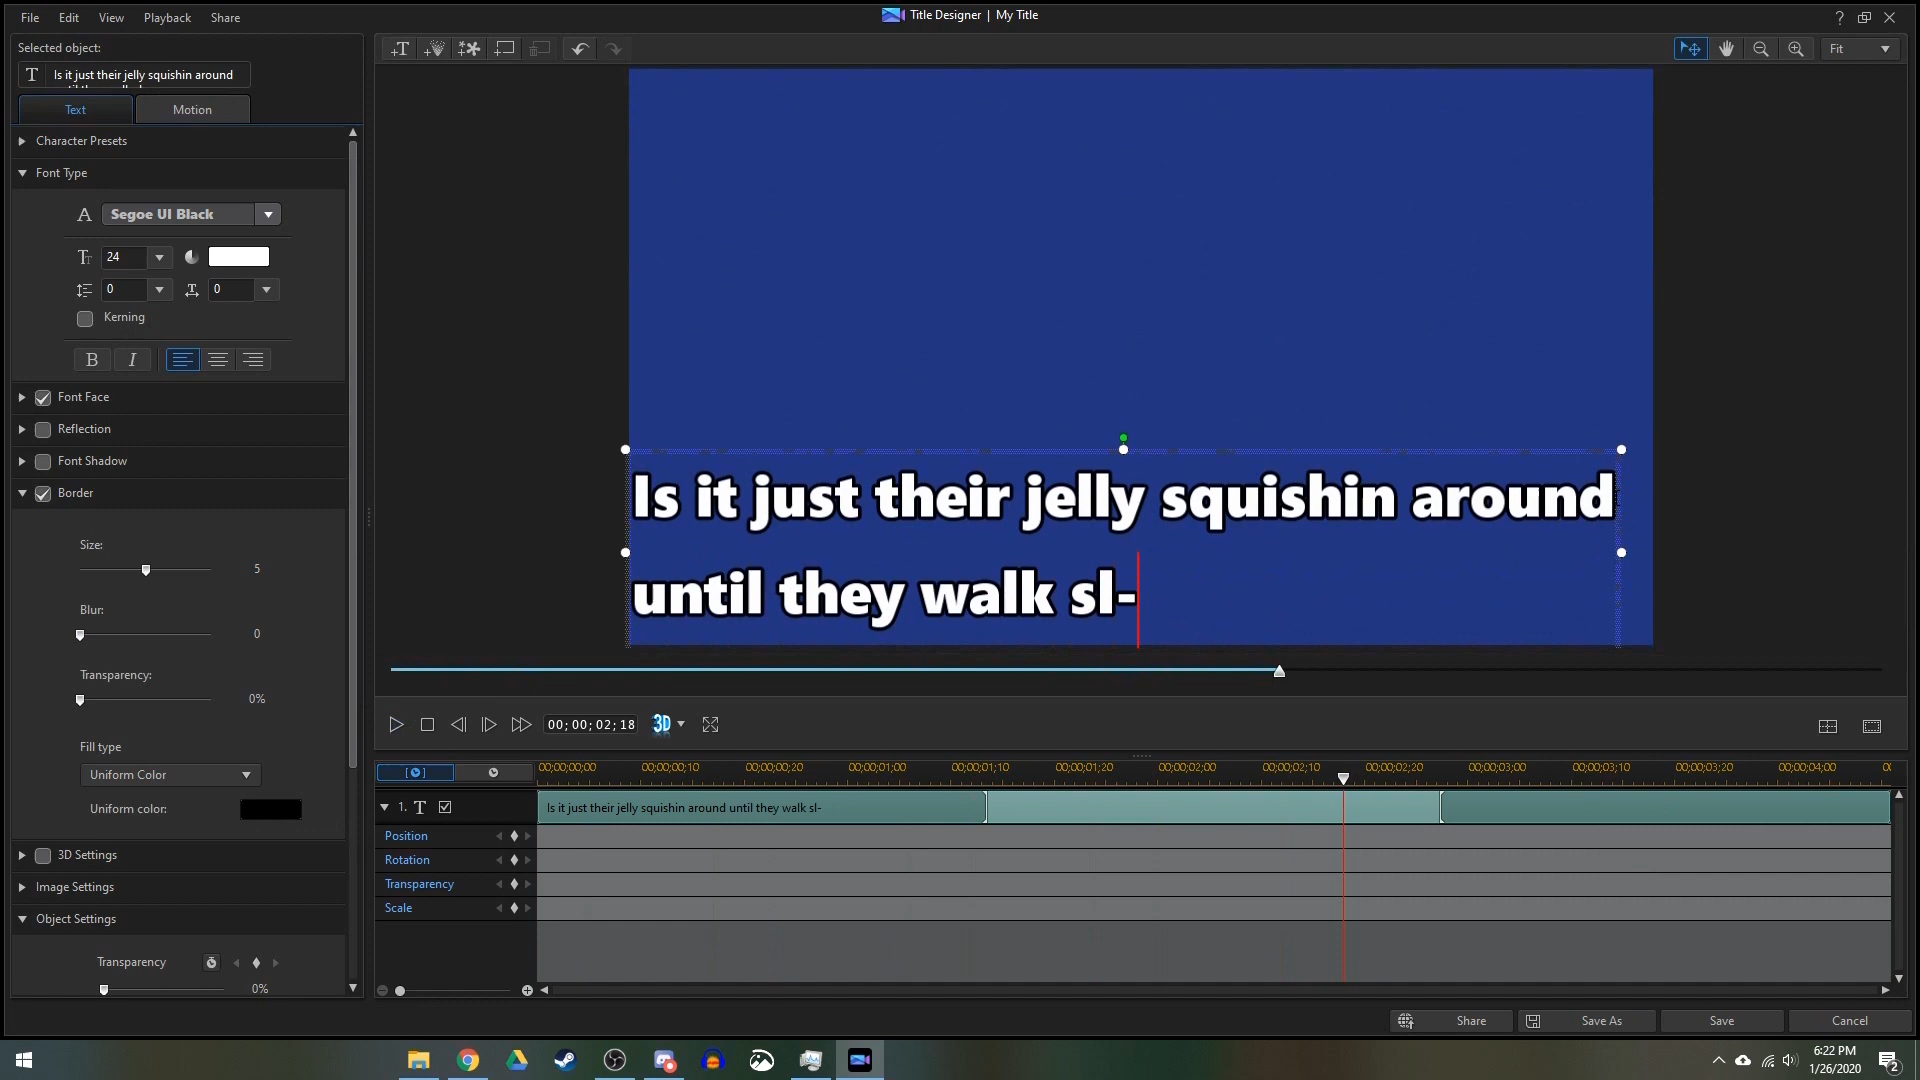 File Edit View Playback Share
Title Designer | My Title
?
Selected object:
T Is it just their jelly squishin around
Text Motion
Character Presets
Font Type
A Segoe UI Black
24
0 0
Kerning
B I
Font Face
Reflection
Font Shadow
Border
Size:
5
Blur:
0
Transparency:
0%
Fill type
Uniform Color
Uniform color:
3D Settings
Image Settings
Object Settings
Transparency
0%
Fit
Is it just their jelly squishin around
until they walk sl-
00;00;02;18 3D
00;00;00;00 00;00;00;10 00;00;00;20 00;00;01;00 00;00;01;10 00;00;01;20 00;00;02;00 00;00;02;10 00;00;02;20 00;00;03;00 00;00;03;10 00;00;03;20 00;00;04;00
1. T Is it just their jelly squishin around until they walk sl-
Position
Rotation
Transparency
Scale
Share Save As Save Cancel
6:22 PM
1/26/2020
2